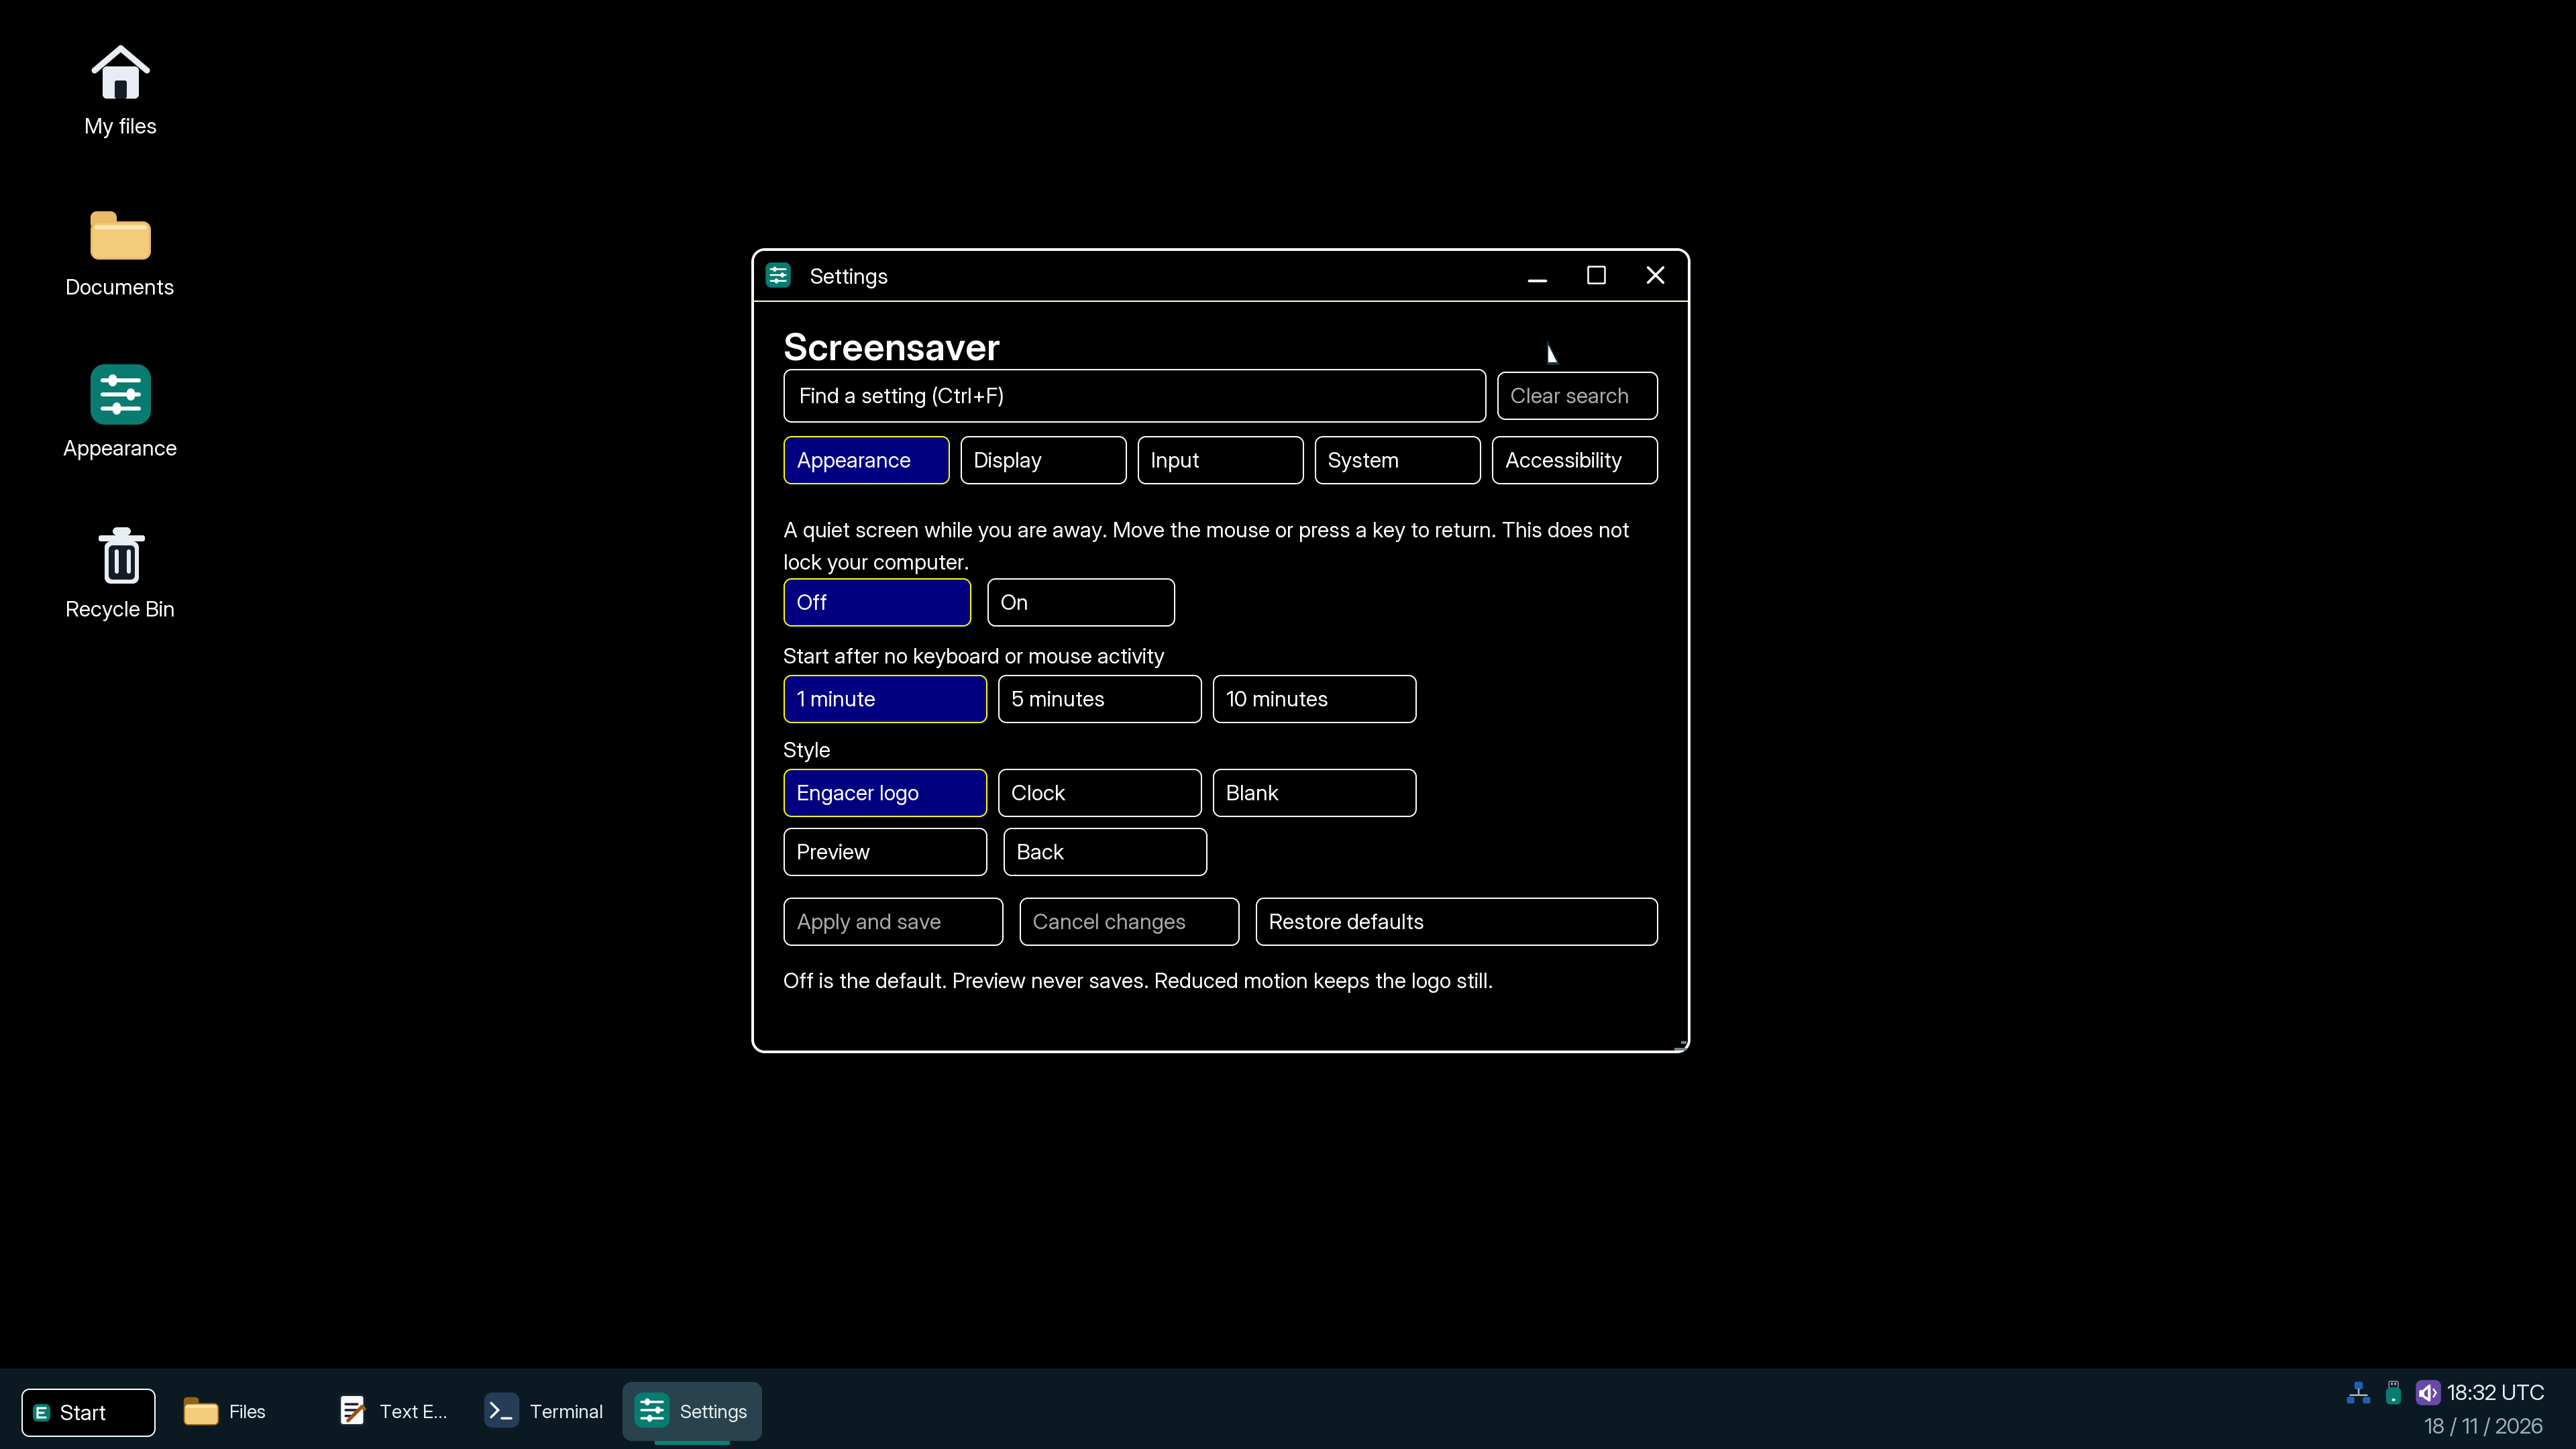 My files
Documents
Appearance
Recycle Bin
Settings
Screensaver
Find a setting (Ctrl+F)
Clear search
Appearance
Display
Input
System
Accessibility
A quiet screen while you are away. Move the mouse or press a key to return. This does not
lock your computer.
Off
On
Start after no keyboard or mouse activity
1 minute
5 minutes
10 minutes
Style
Engacer logo
Clock
Blank
Preview
Back
Apply and save
Cancel changes
Restore defaults
Off is the default. Preview never saves. Reduced motion keeps the logo still.
E Start
Files
Text E...
Terminal
Settings
18:32 UTC
18 / 11 / 2026